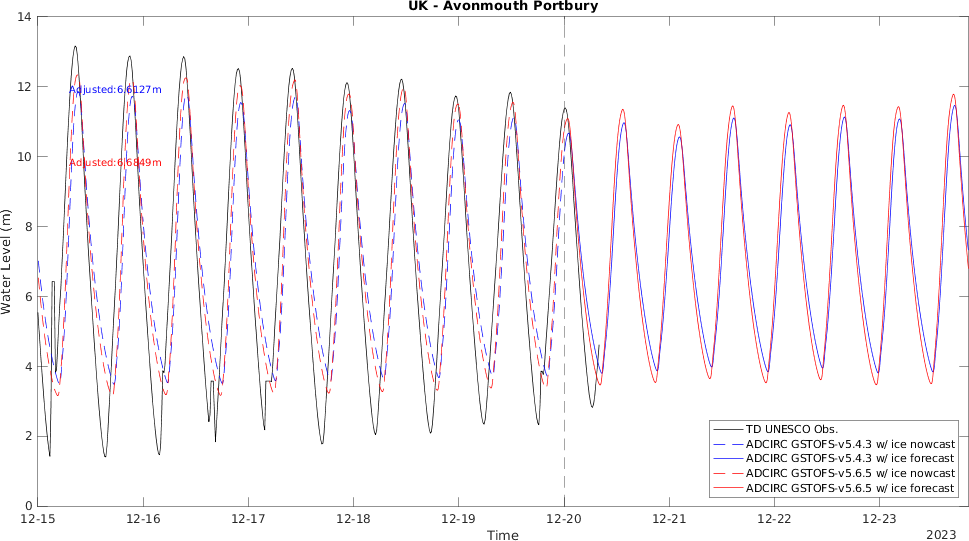 UK - Avonmouth Portbury
14
12
10
8
6
4
2
0
Water Level (m)
Adjusted:6.6127m
Adjusted:6.6849m
TD UNESCO Obs.
ADCIRC GSTOFS-v5.4.3 w/ ice nowcast
ADCIRC GSTOFS-v5.4.3 w/ ice forecast
ADCIRC GSTOFS-v5.6.5 w/ ice nowcast
ADCIRC GSTOFS-v5.6.5 w/ ice forecast
12-15 12-16 12-17 12-18 12-19 12-20 12-21 12-22 12-23
Time
2023